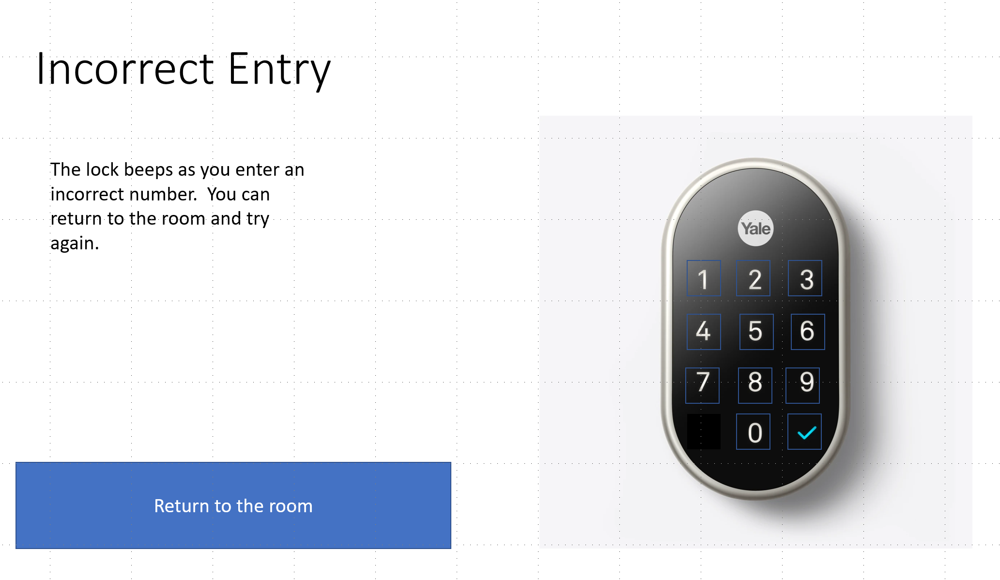 Incorrect Entry
The lock beeps as you enter an
incorrect number.  You can
return to the room and try
again.
Return to the room
Yale
1 2 3
4 5 6
7 8 9
0